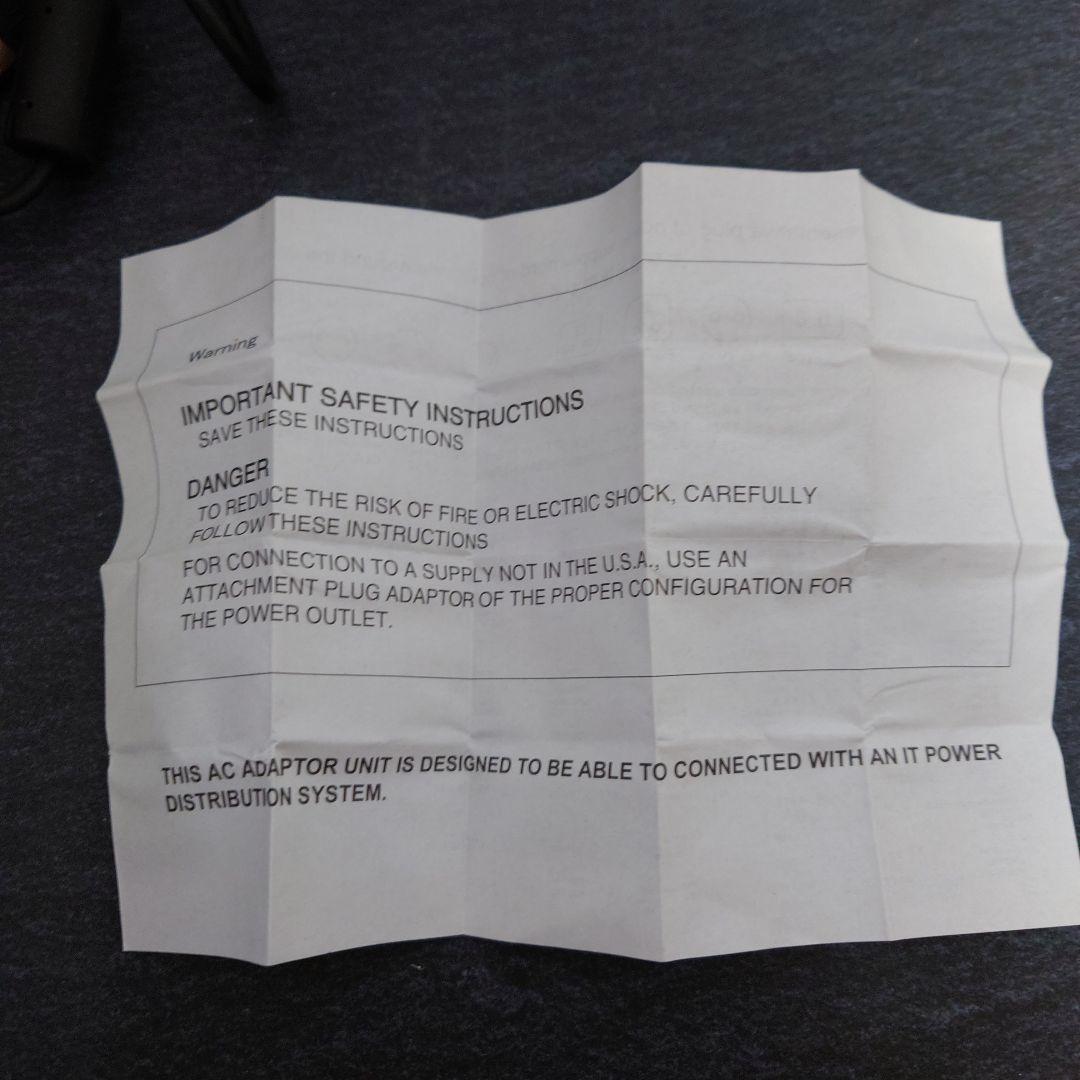 Warning
IMPORTANT SAFETY INSTRUCTIONS
SAVE THESE INSTRUCTIONS
DANGER
TO REDUCE THE RISK OF FIRE OR ELECTRIC SHOCK, CAREFULLY
FOLLOW THESE INSTRUCTIONS
FOR CONNECTION TO A SUPPLY NOT IN THE U.S.A., USE AN
ATTACHMENT PLUG ADAPTOR OF THE PROPER CONFIGURATION FOR
THE POWER OUTLET.
THIS AC ADAPTOR UNIT IS DESIGNED TO BE ABLE TO CONNECTED WITH AN IT POWER
DISTRIBUTION SYSTEM.